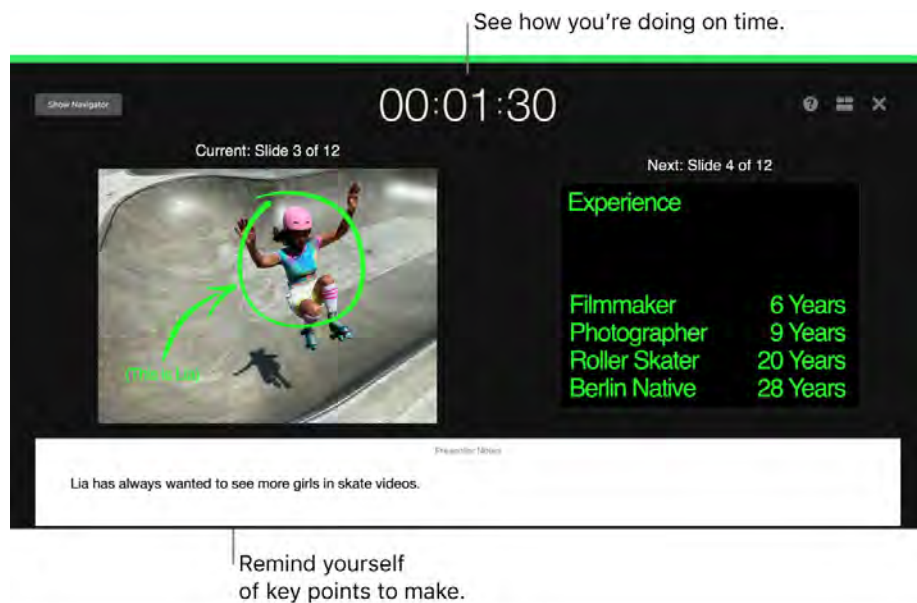 See how you're doing on time.
Show Navigator
00:01:30
?
Current: Slide 3 of 12
(This is Lia)
Next: Slide 4 of 12
Experience
Filmmaker 6 Years
Photographer 9 Years
Roller Skater 20 Years
Berlin Native 28 Years
Presenter Notes
Lia has always wanted to see more girls in skate videos.
Remind yourself
of key points to make.